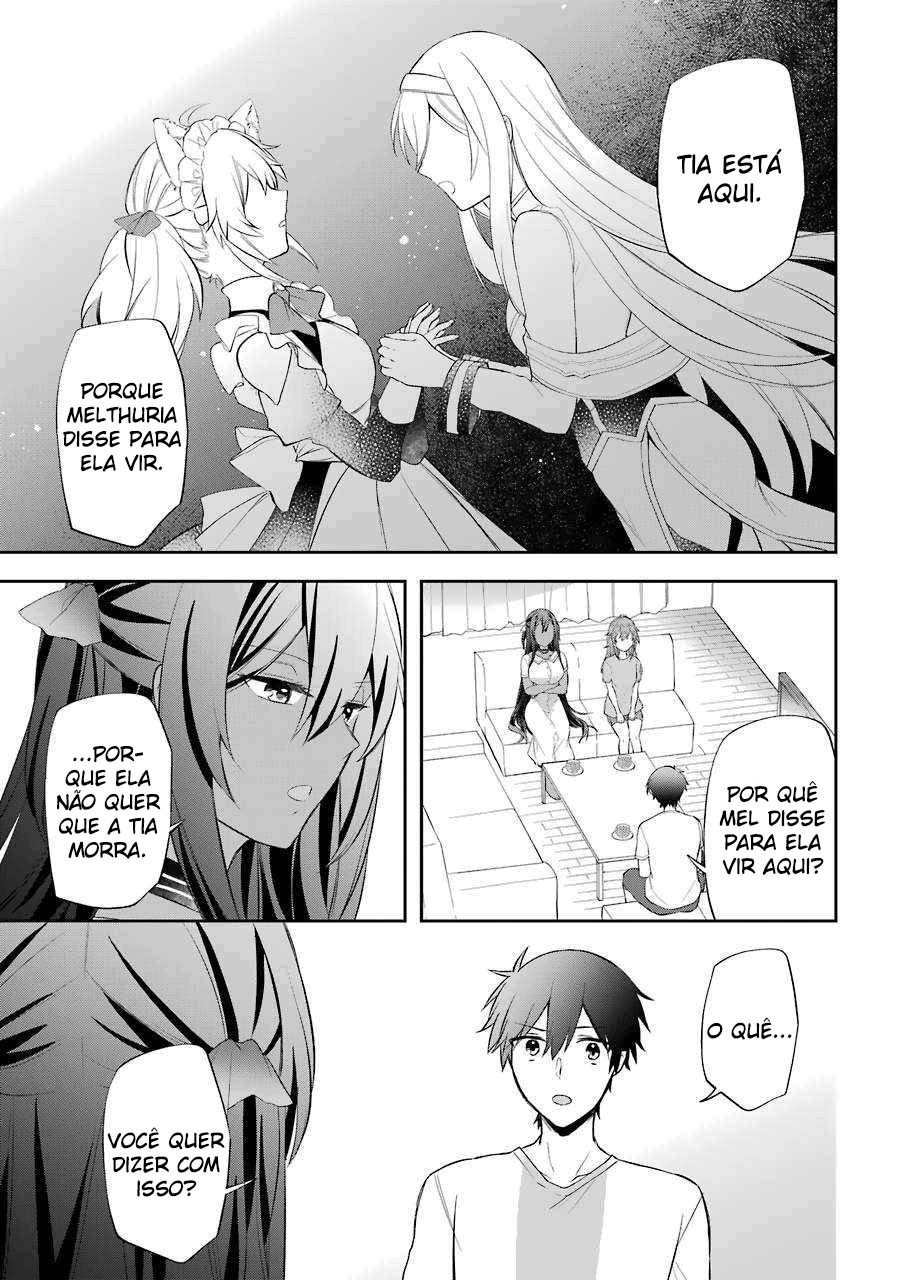 TIA ESTÁ
AQUI.
PORQUE
MELTHURIA
DISSE PARA
ELA VIR.
POR QUÊ
MEL DISSE
PARA ELA
VIR AQUI?
...POR-
QUE ELA
NÃO QUER
QUE A TIA
MORRA.
O QUÊ...
VOCÊ QUER
DIZER COM
ISSO?